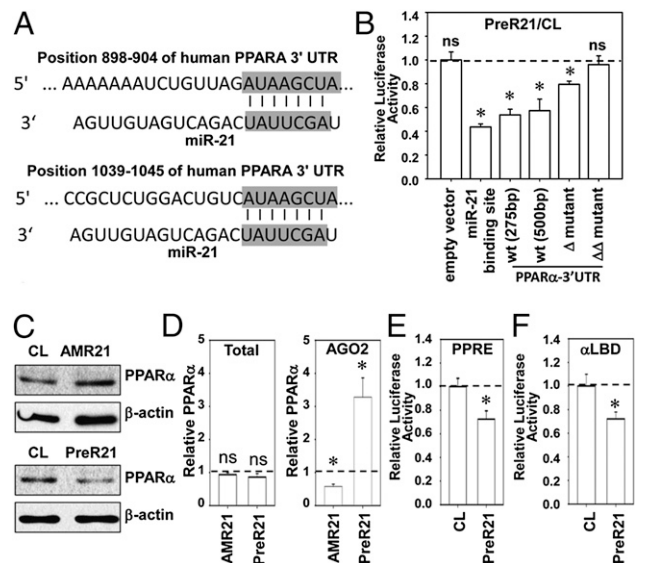 A
Position 898-904 of human PPARA 3' UTR
5' ... AAAAAAAUCUGUUAGAUAAGCUA...
3' AGUUGUAGUCAGACUAUUCGAU
miR-21
Position 1039-1045 of human PPARA 3' UTR
5' ... CCGCUCUGGACUGUCAUAAGCUA...
3' AGUUGUAGUCAGACUAUUCGAU
miR-21
B
PreR21/CL
Relative Luciferase
Activity
1.4
1.2
1.0
0.8
0.6
0.4
0.2
0.0
ns
*
*
*
*
ns
empty vector
miR-21
binding site
wt (275bp)
wt (500bp)
Δ mutant
ΔΔ mutant
PPARα-3'UTR
C
CL AMR21
PPARα
β-actin
CL PreR21
PPARα
β-actin
D
Relative PPARα
5
4
3
2
1
0
Total
ns ns
AMR21
PreR21
Relative PPARα
5
4
3
2
1
0
AGO2
*
*
AMR21
PreR21
E
Relative Luciferase
Activity
1.4
1.2
1.0
0.8
0.6
0.4
0.2
0.0
PPRE
*
CL
PreR21
F
Relative Luciferase
Activity
1.4
1.2
1.0
0.8
0.6
0.4
0.2
0.0
αLBD
*
CL
PreR21